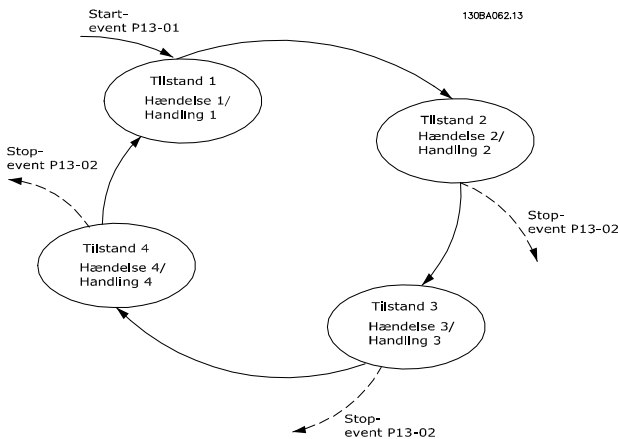 Start-
event P13-01
130BA062.13
Tilstand 1
Hændelse 1/
Handling 1
Tilstand 2
Hændelse 2/
Handling 2
Stop-
event P13-02
Stop-
event P13-02
Tilstand 4
Hændelse 4/
Handling 4
Tilstand 3
Hændelse 3/
Handling 3
Stop-
event P13-02